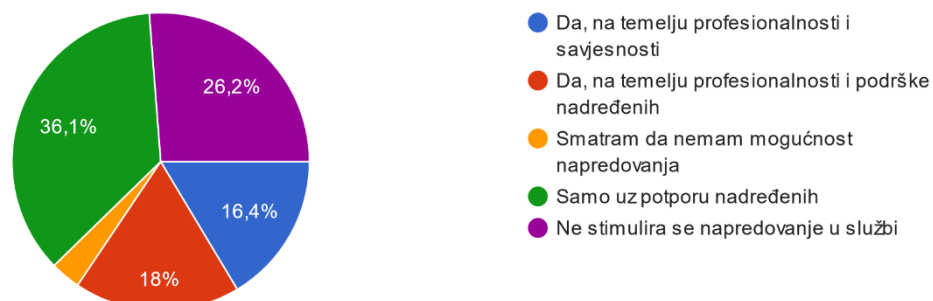 26,2%
36,1%
16,4%
18%
Da, na temelju profesionalnosti i
savjesnosti
Da, na temelju profesionalnosti i podrške
nadređenih
Smatram da nemam mogućnost
napredovanja
Samo uz potporu nadređenih
Ne stimulira se napredovanje u službi